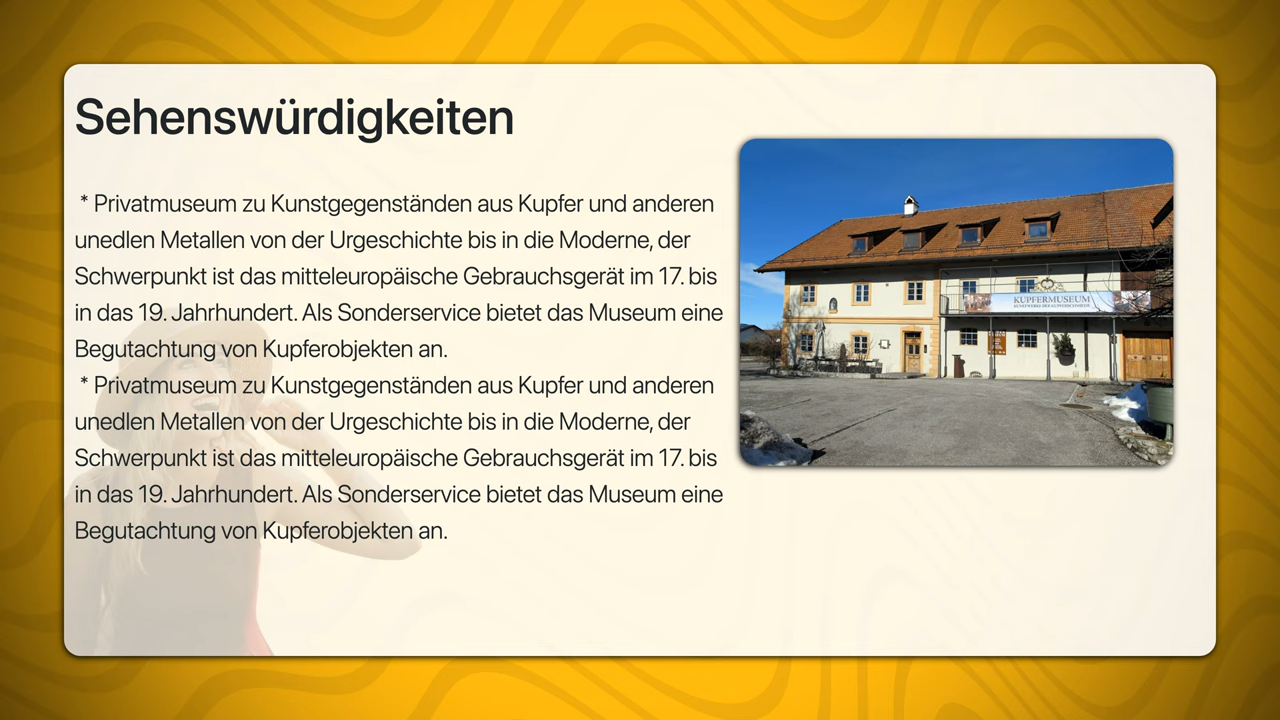 Sehenswürdigkeiten
* Privatmuseum zu Kunstgegenständen aus Kupfer und anderen
unedlen Metallen von der Urgeschichte bis in die Moderne, der
Schwerpunkt ist das mitteleuropäische Gebrauchsgerät im 17. bis
in das 19. Jahrhundert. Als Sonderservice bietet das Museum eine
Begutachtung von Kupferobjekten an.
* Privatmuseum zu Kunstgegenständen aus Kupfer und anderen
unedlen Metallen von der Urgeschichte bis in die Moderne, der
Schwerpunkt ist das mitteleuropäische Gebrauchsgerät im 17. bis
in das 19. Jahrhundert. Als Sonderservice bietet das Museum eine
Begutachtung von Kupferobjekten an.
KUPFERMUSEUM